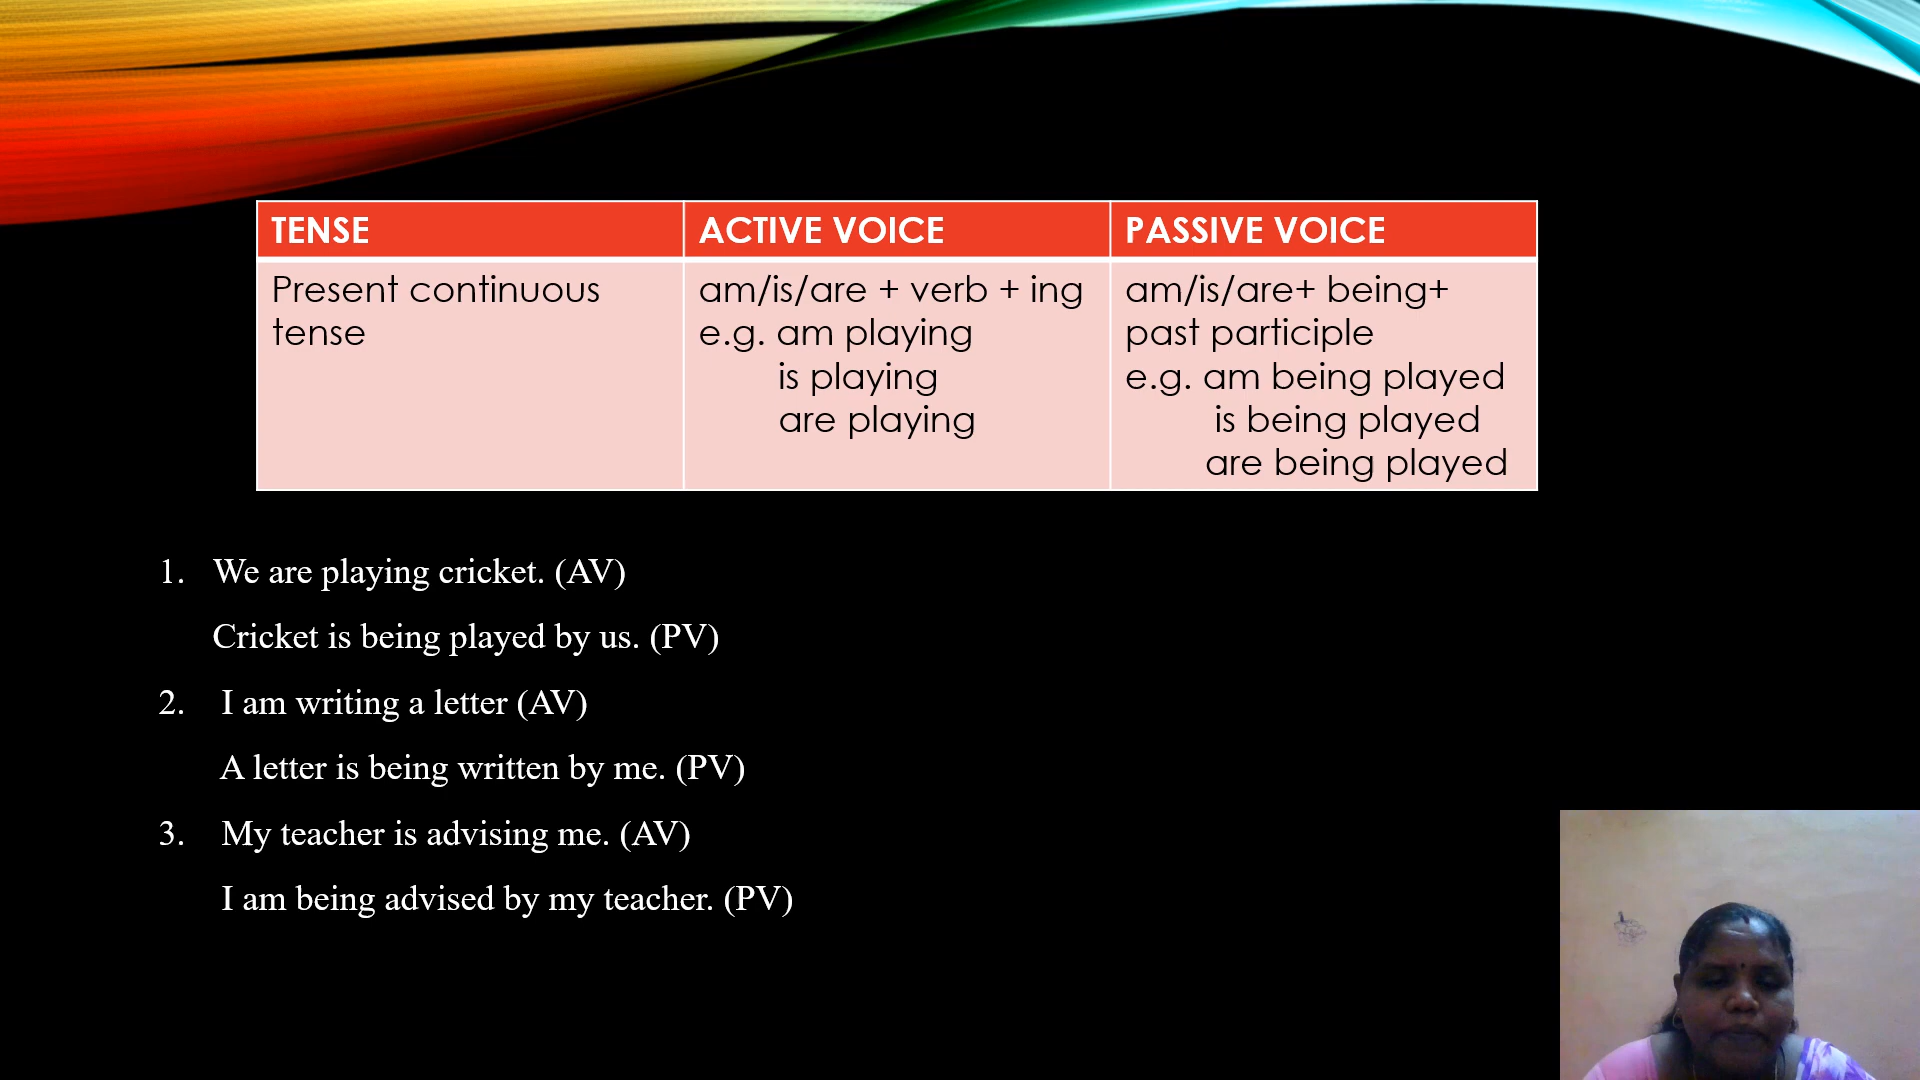 TENSE ACTIVE VOICE PASSIVE VOICE
Present continuous
tense
am/is/are + verb + ing
e.g. am playing
is playing
are playing
am/is/are+ being+
past participle
e.g. am being played
is being played
are being played
1. We are playing cricket. (AV)
Cricket is being played by us. (PV)
2. I am writing a letter (AV)
A letter is being written by me. (PV)
3. My teacher is advising me. (AV)
I am being advised by my teacher. (PV)